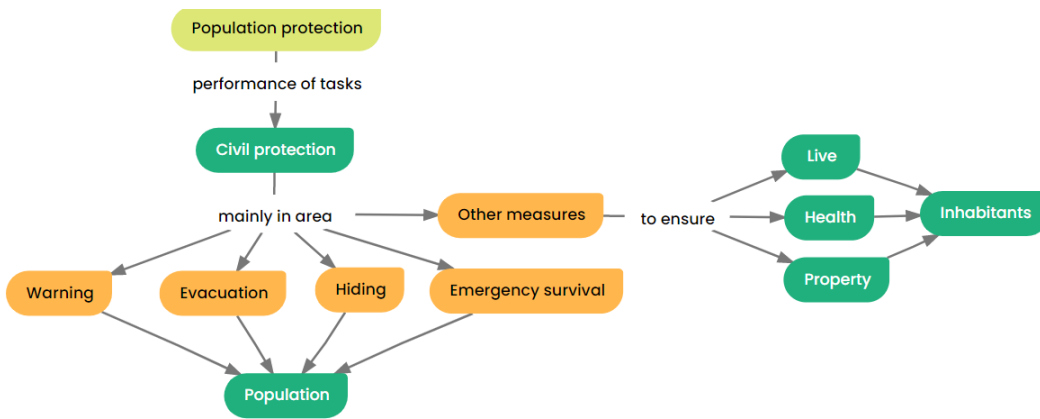 Population protection
performance of tasks
Civil protection
mainly in area
Other measures
to ensure
Live
Health
Property
Inhabitants
Warning
Evacuation
Hiding
Emergency survival
Population